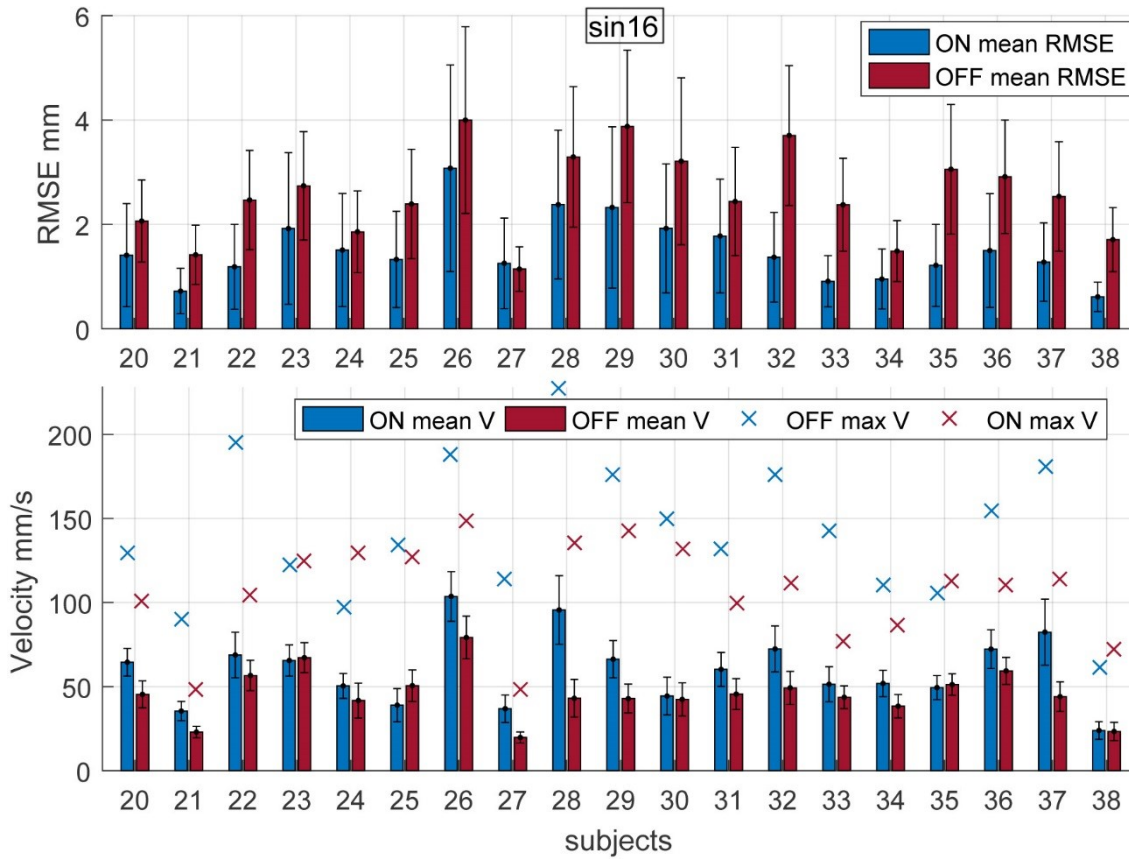 sin16
6
4
2
0
RMSE mm
ON mean RMSE
OFF mean RMSE
20 21 22 23 24 25 26 27 28 29 30 31 32 33 34 35 36 37 38
ON mean V OFF mean V OFF max V ON max V
200
150
100
50
0
Velocity mm/s
20 21 22 23 24 25 26 27 28 29 30 31 32 33 34 35 36 37 38
subjects